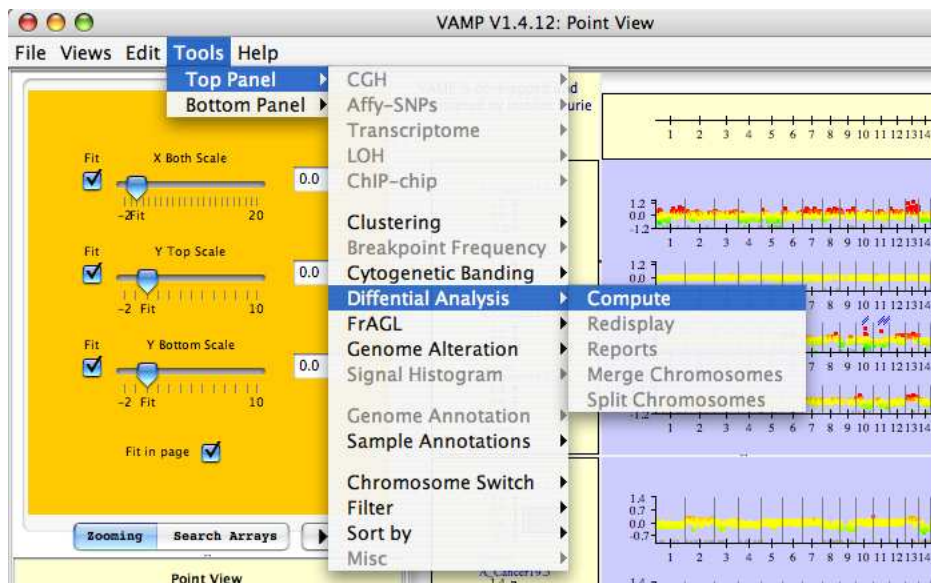 VAMP V1.4.12: Point View
File Views Edit Tools Help
Top Panel
Bottom Panel
CGH
Affy-SNPs
Transcriptome
LOH
ChIP-chip
Clustering
Breakpoint Frequency
Cytogenetic Banding
Diffential Analysis
FrAGL
Genome Alteration
Signal Histogram
Genome Annotation
Sample Annotations
Chromosome Switch
Filter
Sort by
Misc
Compute
Redisplay
Reports
Merge Chromosomes
Split Chromosomes
Fit X Both Scale
0.0
-2 Fit 20
Fit Y Top Scale
0.0
-2 Fit 10
Fit Y Bottom Scale
0.0
-2 Fit 10
Fit in page
Zooming Search Arrays
Point View
1 2 3 4 5 6 7 8 9 10 11 12 13 14
1.2
0.0
-1.2
1 2 3 4 5 6 7 8 9 10 11 12 13 14
1.2
0.0
7 8 9 10 11 12 13 14
7 8 9 10 11 12 13 14
-1.2
1 2 3 4 5 6 7 8 9 10 11 12 13 14
1.4
0.7
0.0
-0.7
1 2 3 4 5 6 7 8 9 10 11 12 13 14
1.4